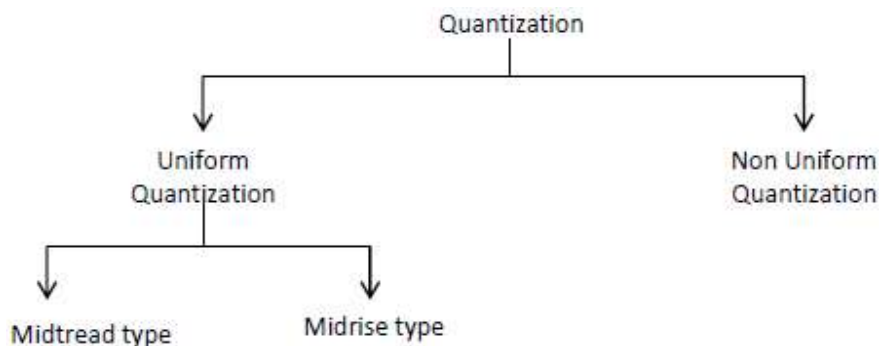 Quantization
Uniform
Quantization
Non Uniform
Quantization
Midtread type
Midrise type